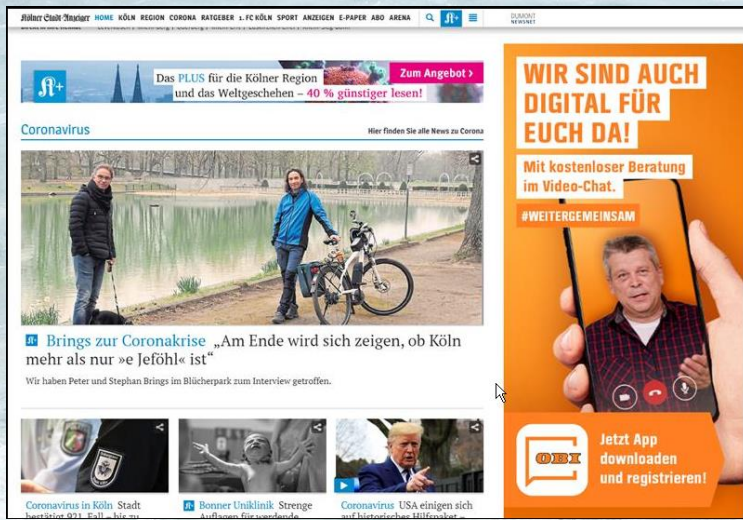 Kölner Stadt-Anzeiger HOME KÖLN REGION CORONA RATGEBER 1. FC KÖLN SPORT ANZEIGEN E-PAPER ABO ARENA
DUMONT
NEWSNET
Das PLUS für die Kölner Region
und das Weltgeschehen – 40 % günstiger lesen!
Zum Angebot ›
Coronavirus
Hier finden Sie alle News zu Corona
Brings zur Coronakrise „Am Ende wird sich zeigen, ob Köln
mehr als nur »e Jeföhl« ist“
Wir haben Peter und Stephan Brings im Blücherpark zum Interview getroffen.
Coronavirus in Köln Stadt
bestätigt 921. Fall – bis zu
Bonner Uniklinik Strenge
Auflagen für werdende
Coronavirus USA einigen sich
auf historisches Hilfspaket –
WIR SIND AUCH
DIGITAL FÜR
EUCH DA!
Mit kostenloser Beratung
im Video-Chat.
#WEITERGEMEINSAM
OBI
Jetzt App
downloaden
und registrieren!